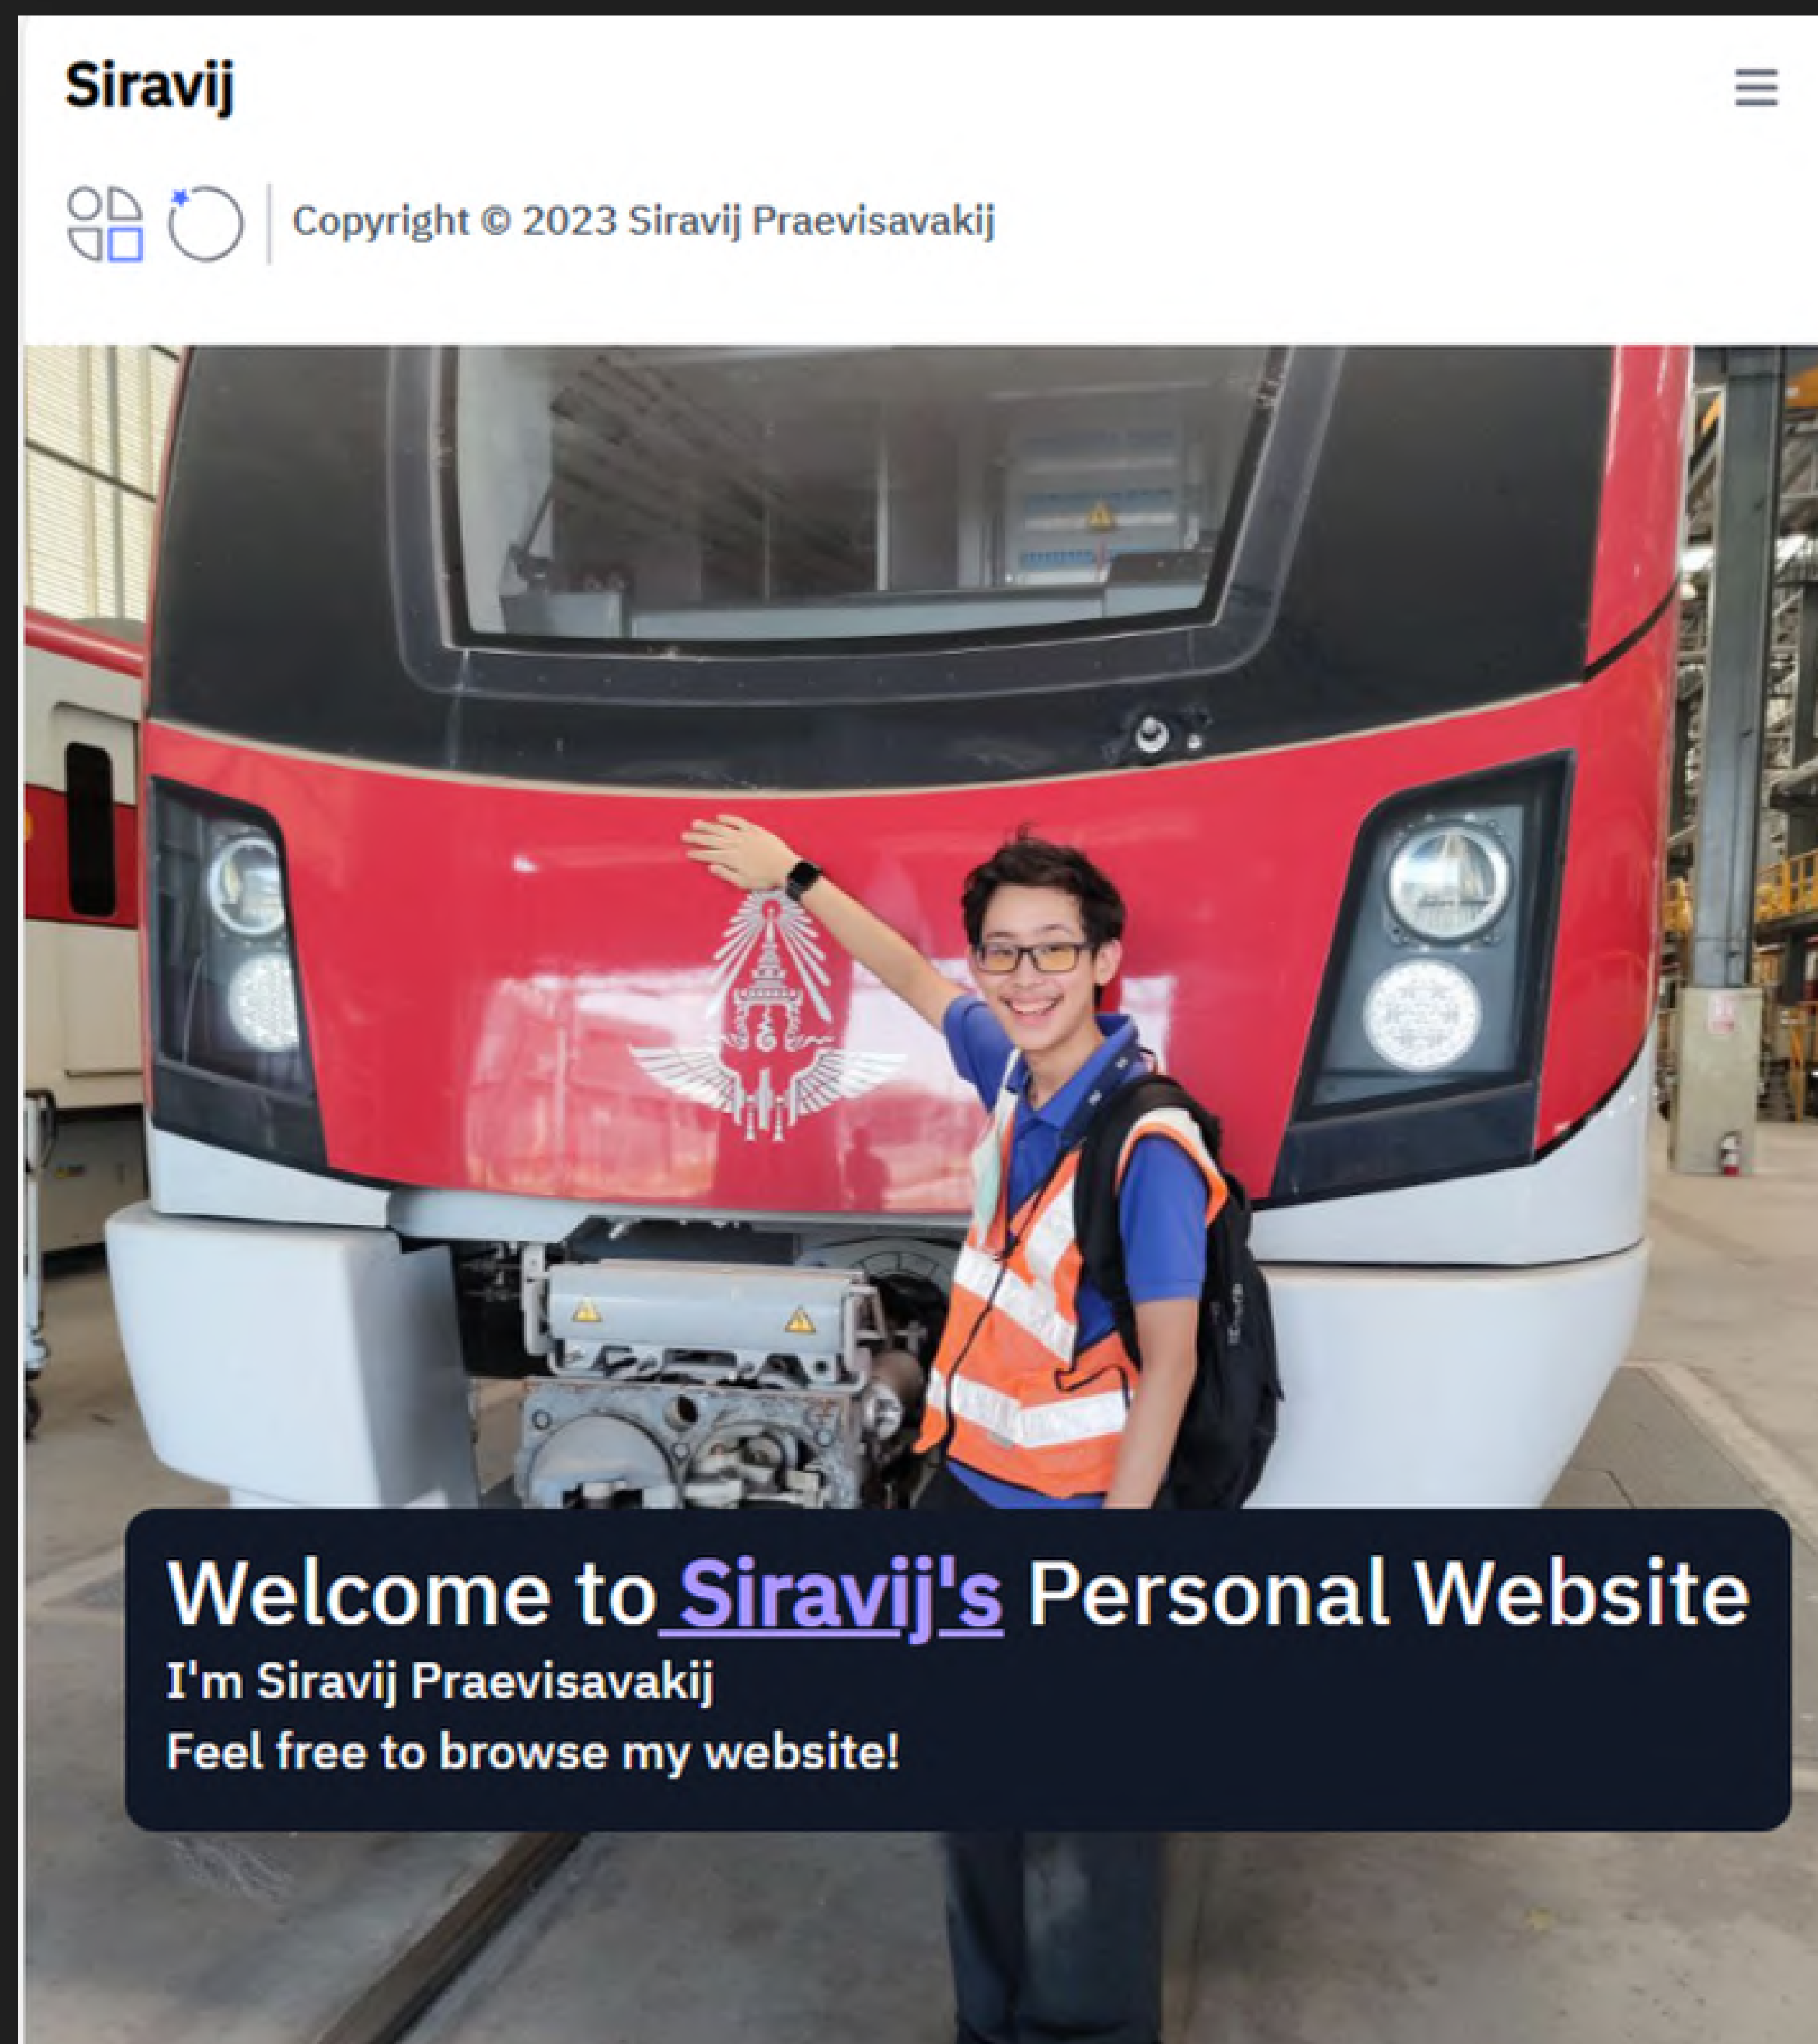 Siravij
Copyright © 2023 Siravij Praevisavakij
Welcome to Siravij's Personal Website
I'm Siravij Praevisavakij
Feel free to browse my website!